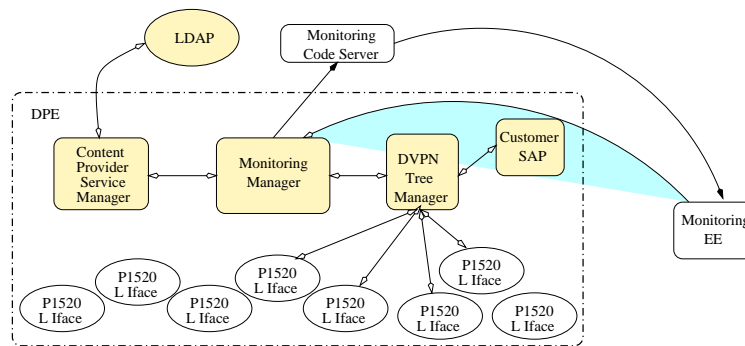 LDAP
Monitoring
Code Server
DPE
Content
Provider
Service
Manager
Monitoring
Manager
DVPN
Tree
Manager
Customer
SAP
Monitoring
EE
P1520
L Iface
P1520
L Iface
P1520
L Iface
P1520
L Iface
P1520
L Iface
P1520
L Iface
P1520
L Iface
P1520
L Iface